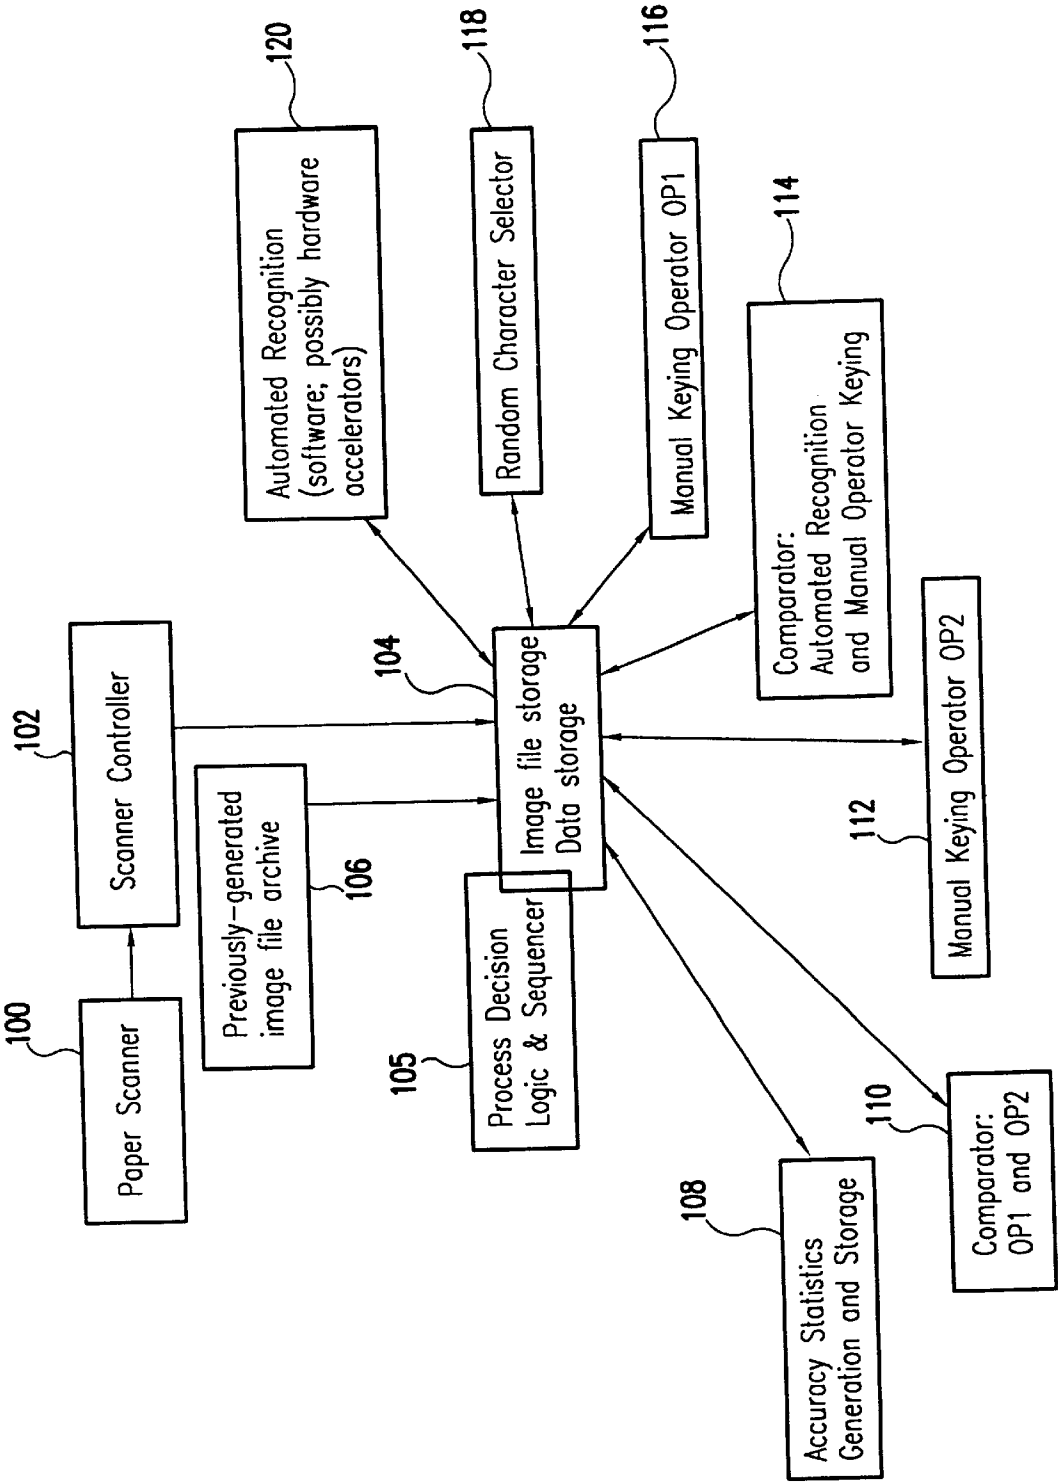 100
Paper Scanner
102
Scanner Controller
Previously-generated
image file archive
106
120
Automated Recognition
(software; possibly hardware
accelerators)
118
Random Character Selector
116
Manual Keying Operator OP1
104
Image file storage
Data storage
105
Process Decision
Logic & Sequencer
114
Comparator:
Automated Recognition
and Manual Operator Keying
112
Manual Keying Operator OP2
110
Comparator:
OP1 and OP2
108
Accuracy Statistics
Generation and Storage